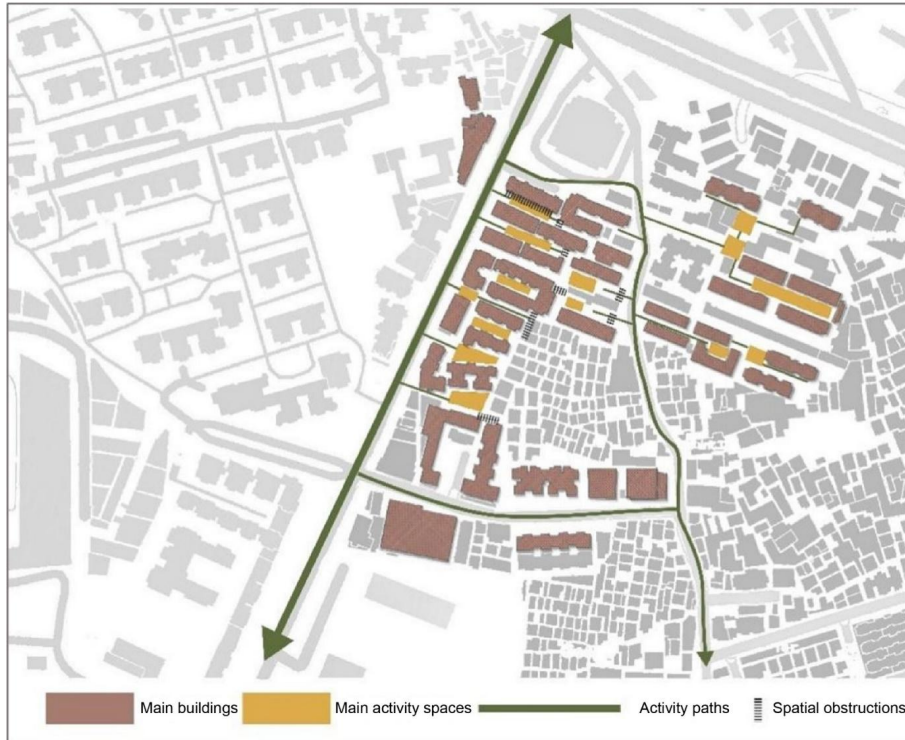 Main buildings
Main activity spaces
Activity paths
Spatial obstructions